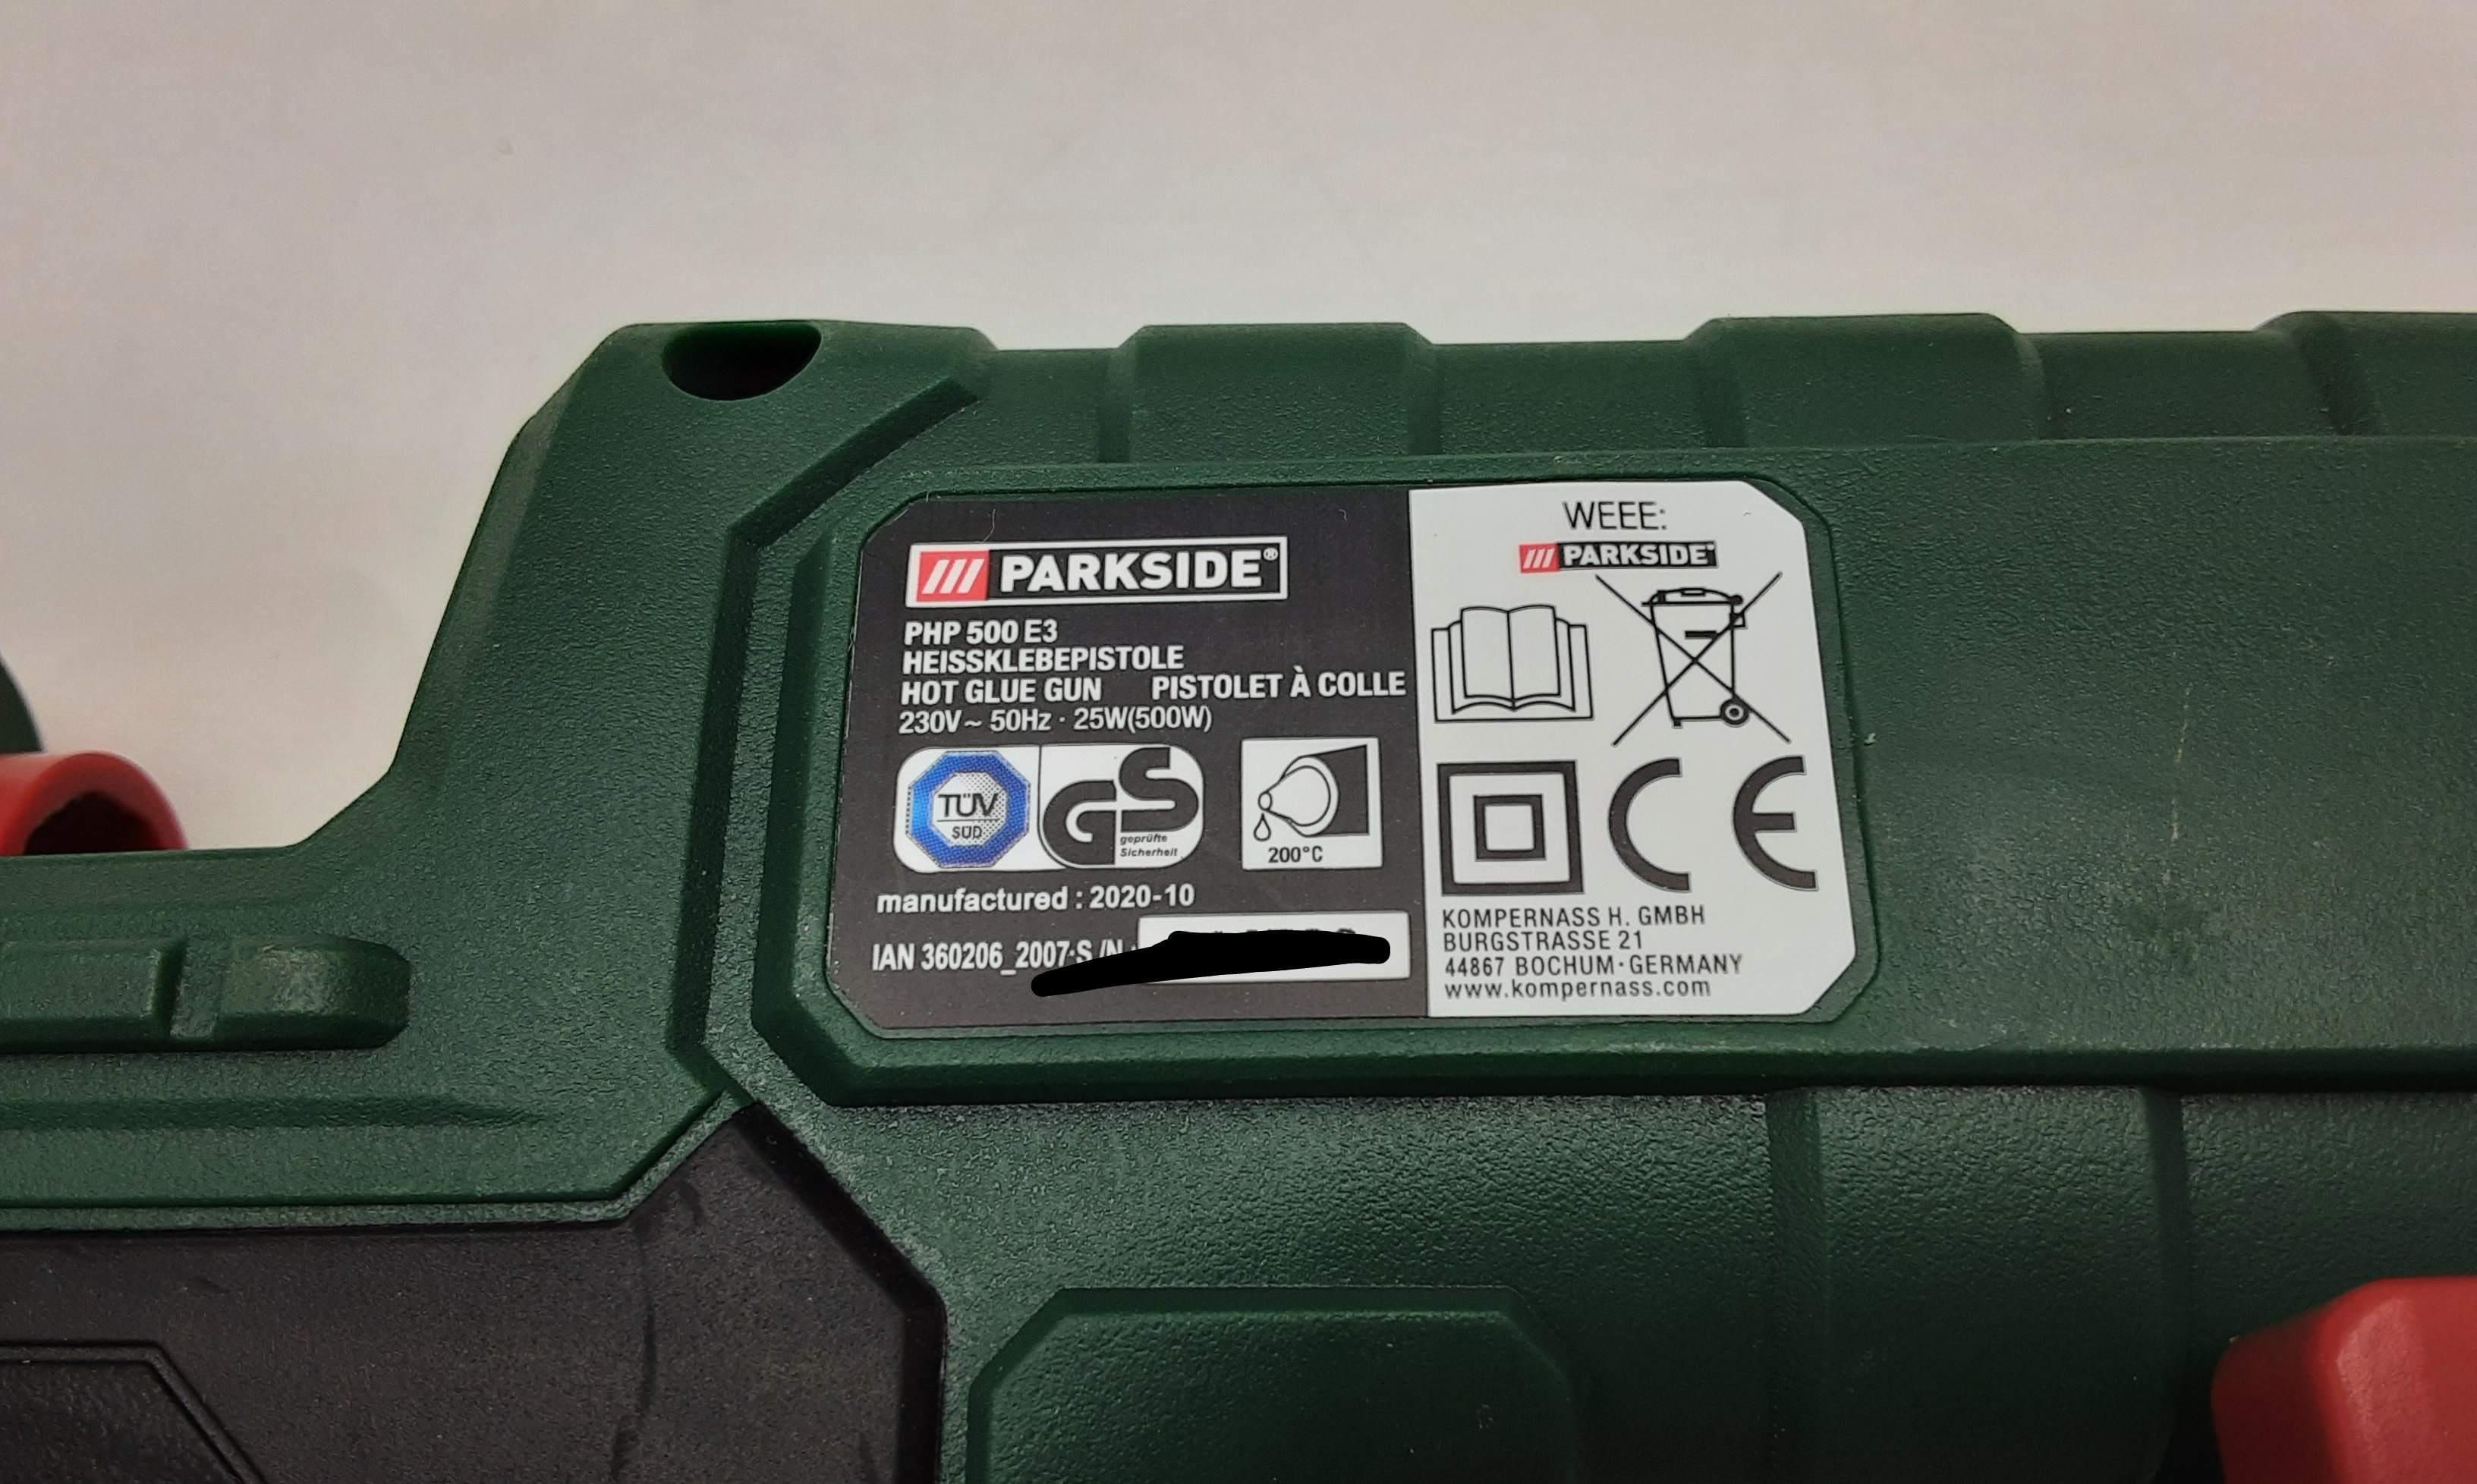 PARKSIDE®
PHP 500 E3
HEISSKLEBEPISTOLE
HOT GLUE GUN PISTOLET À COLLE
230V~ 50Hz · 25W(500W)
TÜV
SÜD
GS
geprüfte
Sicherheit
200°C
manufactured : 2020-10
IAN 360206_2007·S/N
WEEE:
PARKSIDE®
CE
KOMPERNASS H. GMBH
BURGSTRASSE 21
44867 BOCHUM·GERMANY
www.kompernass.com